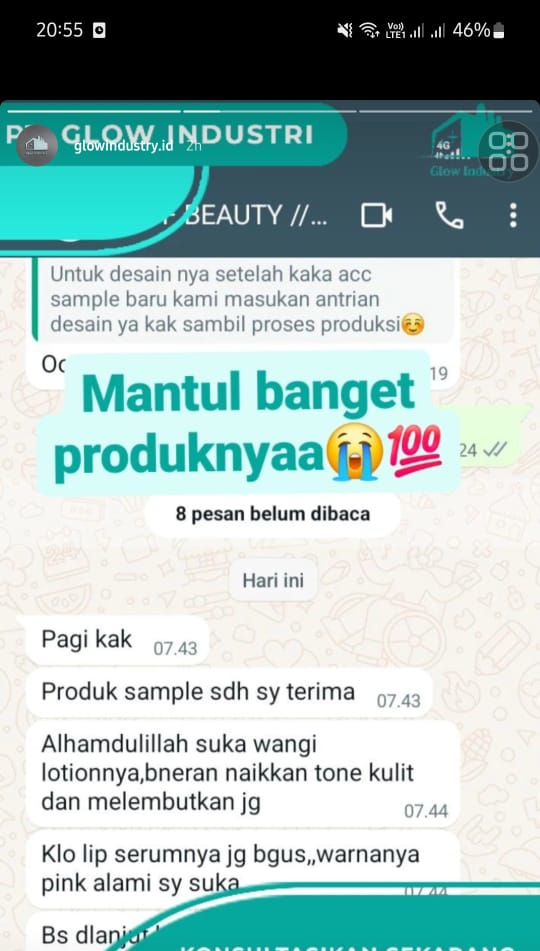 20:55
Vo))
LTE1
46%
GLOW INDUSTRI
glowindustry.id 2h
4G
Glow
BEAUTY //...
Untuk desain nya setelah kaka acc
sample baru kami masukan antrian
desain ya kak sambil proses produksi☺️
19
Mantul banget
produknyaa😭💯
24
8 pesan belum dibaca
Hari ini
Pagi kak 07.43
Produk sample sdh sy terima 07.43
Alhamdulillah suka wangi
lotionnya,bneran naikkan tone kulit
dan melembutkan jg 07.44
Klo lip serumnya jg bgus,,warnanya
pink alami sy suka 07.44
Bs dlanjut
KONSULTASIKAN SEKARANG